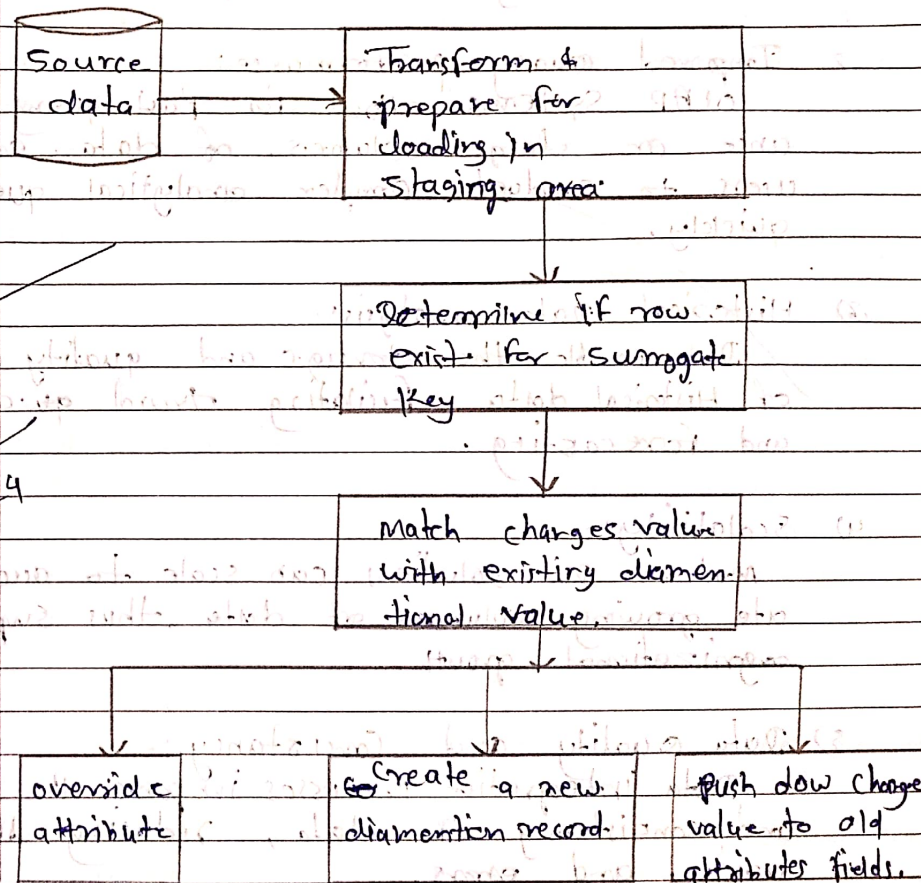 Source
data
Transform &
prepare for
loading in
staging area.
Determine if row
exist for surrogate
key
Match changes value
with existiry diamen-
tional value.
override
attribute
Create a new
diamention record.
push dow change
value to old
attributes fields.
4